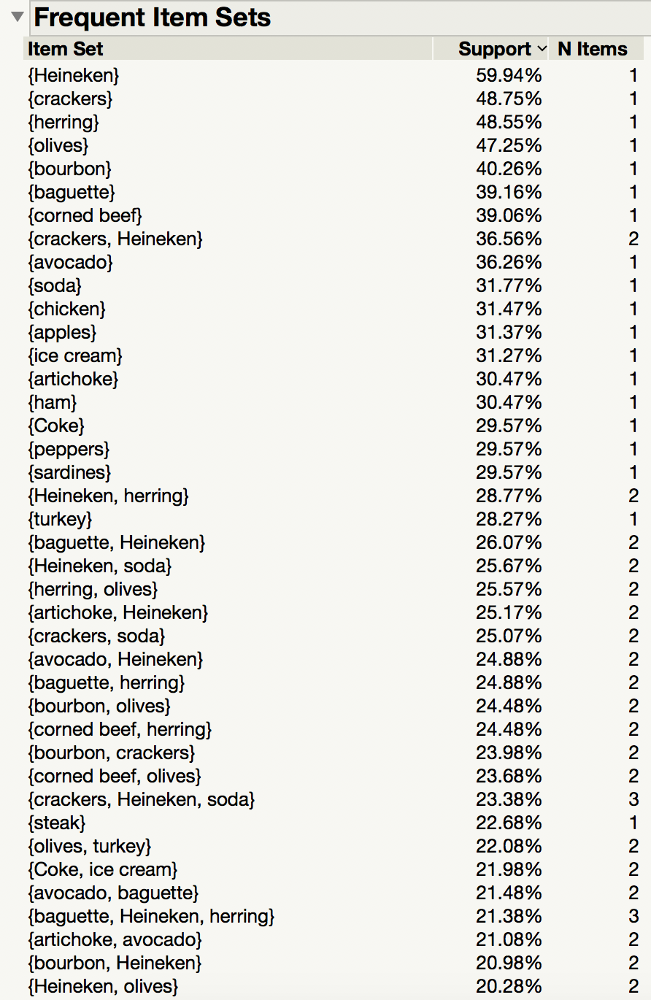 Frequent Item Sets
Item Set Support N Items
{Heineken} 59.94% 1
{crackers} 48.75% 1
{herring} 48.55% 1
{olives} 47.25% 1
{bourbon} 40.26% 1
{baguette} 39.16% 1
{corned beef} 39.06% 1
{crackers, Heineken} 36.56% 2
{avocado} 36.26% 1
{soda} 31.77% 1
{chicken} 31.47% 1
{apples} 31.37% 1
{ice cream} 31.27% 1
{artichoke} 30.47% 1
{ham} 30.47% 1
{Coke} 29.57% 1
{peppers} 29.57% 1
{sardines} 29.57% 1
{Heineken, herring} 28.77% 2
{turkey} 28.27% 1
{baguette, Heineken} 26.07% 2
{Heineken, soda} 25.67% 2
{herring, olives} 25.57% 2
{artichoke, Heineken} 25.17% 2
{crackers, soda} 25.07% 2
{avocado, Heineken} 24.88% 2
{baguette, herring} 24.88% 2
{bourbon, olives} 24.48% 2
{corned beef, herring} 24.48% 2
{bourbon, crackers} 23.98% 2
{corned beef, olives} 23.68% 2
{crackers, Heineken, soda} 23.38% 3
{steak} 22.68% 1
{olives, turkey} 22.08% 2
{Coke, ice cream} 21.98% 2
{avocado, baguette} 21.48% 2
{baguette, Heineken, herring} 21.38% 3
{artichoke, avocado} 21.08% 2
{bourbon, Heineken} 20.98% 2
{Heineken, olives} 20.28% 2